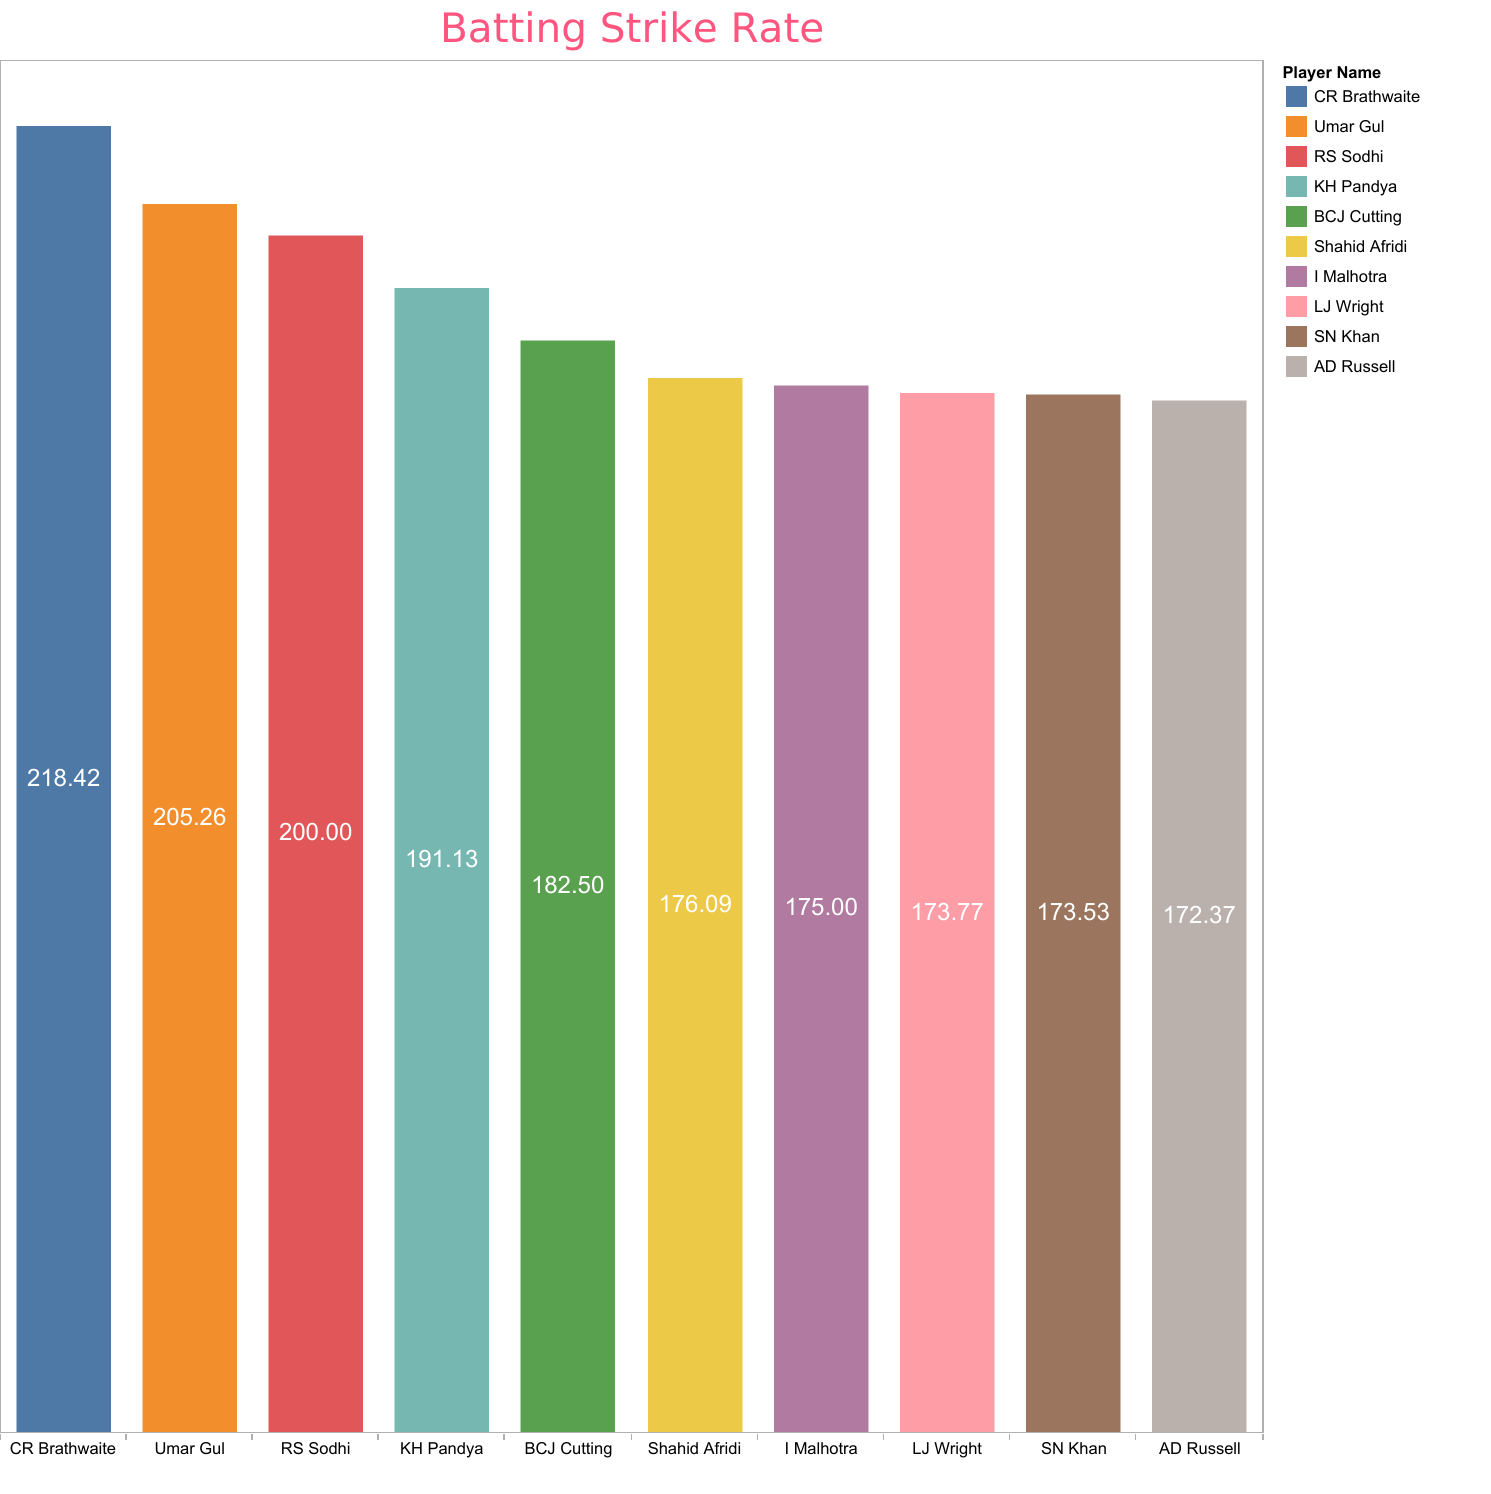 Batting Strike Rate
Player Name
CR Brathwaite
Umar Gul
RS Sodhi
KH Pandya
BCJ Cutting
Shahid Afridi
I Malhotra
LJ Wright
SN Khan
AD Russell
218.42
205.26
200.00
191.13
182.50
176.09
175.00
173.77
173.53
172.37
CR Brathwaite
Umar Gul
RS Sodhi
KH Pandya
BCJ Cutting
Shahid Afridi
I Malhotra
LJ Wright
SN Khan
AD Russell